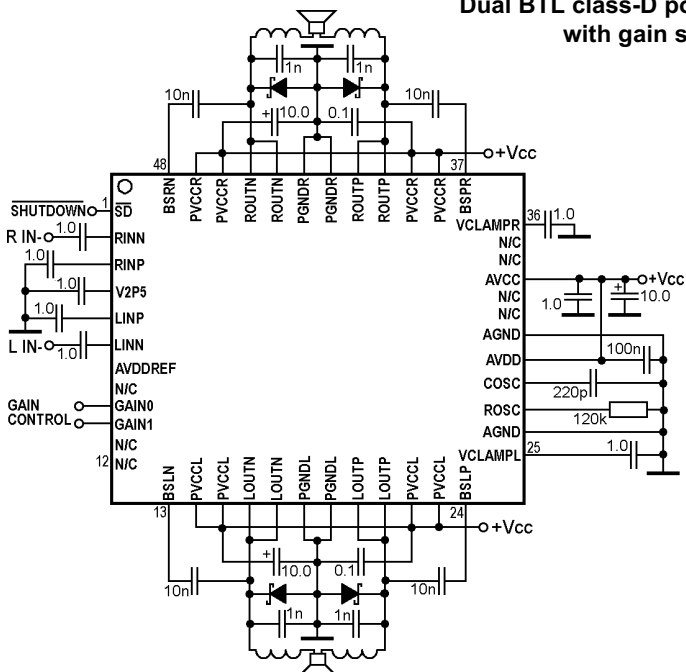 Dual BTL class-D po
with gain s
1n
1n
10n
10n
+
10.0
0.1
48
37
+Vcc
BSRN
PVCCR
PVCCR
ROUTN
ROUTN
PGNDR
PGNDR
ROUTP
ROUTP
PVCCR
PVCCR
BSPR
SHUTDOWN
1
SD
R IN-
1.0
RINN
1.0
RINP
1.0
V2P5
1.0
LINP
L IN-
1.0
LINN
AVDDREF
N/C
GAIN
CONTROL
GAIN0
GAIN1
N/C
12
N/C
VCLAMPR
36
1.0
N/C
N/C
AVCC
+Vcc
N/C
1.0
+
10.0
N/C
AGND
AVDD
100n
COSC
220p
ROSC
120k
AGND
VCLAMPL
25
1.0
BSLN
PVCCL
PVCCL
LOUTN
LOUTN
PGNDL
PGNDL
LOUTP
LOUTP
PVCCL
PVCCL
BSLP
13
24
+Vcc
+
10.0
0.1
10n
10n
1n
1n